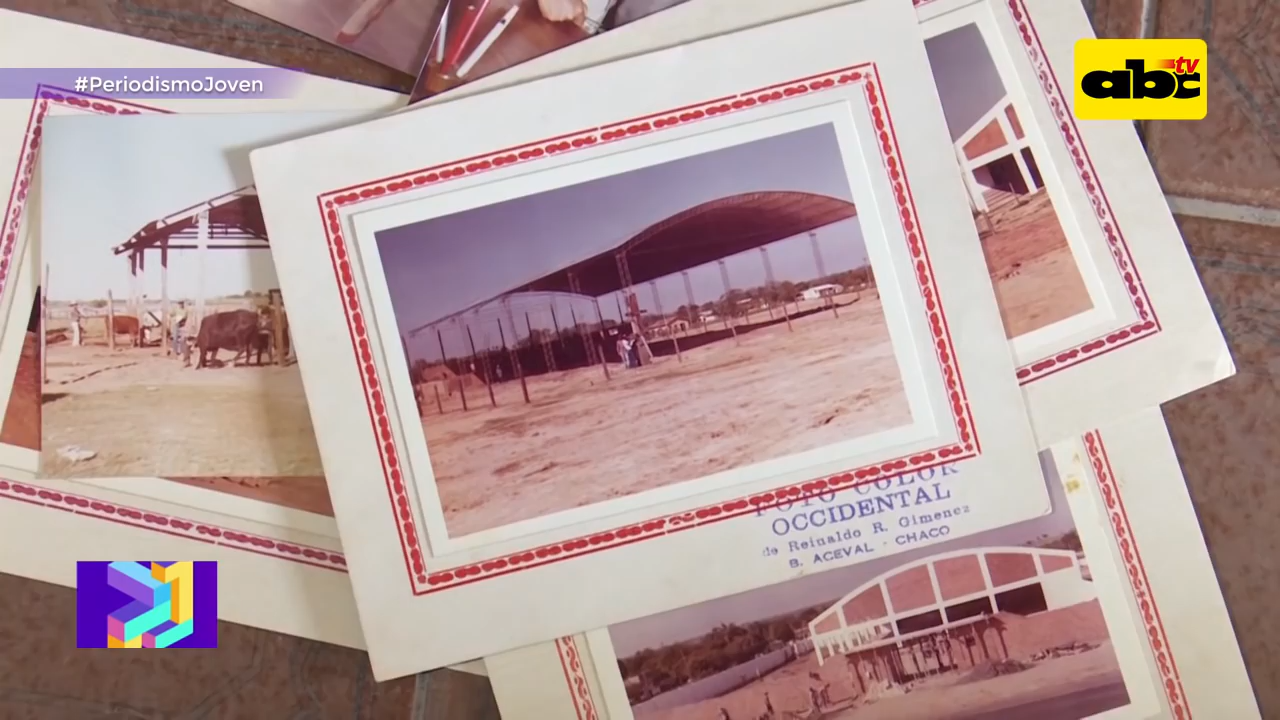 #PeriodismoJoven
abc tv
FOTO COLOR
OCCIDENTAL
de Reinaldo R. Gimenez
B. ACEVAL - CHACO